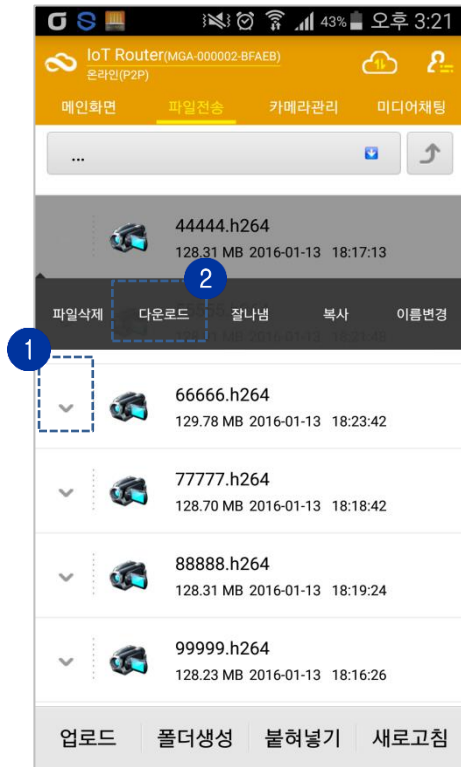 43% 오후 3:21
IoT Router(MGA-000002-BFAEB)
온라인(P2P)
메인화면 파일전송 카메라관리 미디어채팅
...
44444.h264
128.31 MB 2016-01-13 18:17:13
2
파일삭제 다운로드 잘나냄 복사 이름변경
1
66666.h264
129.78 MB 2016-01-13 18:23:42
77777.h264
128.70 MB 2016-01-13 18:18:42
88888.h264
128.31 MB 2016-01-13 18:19:24
99999.h264
128.23 MB 2016-01-13 18:16:26
업로드 폴더생성 붙혀넣기 새로고침